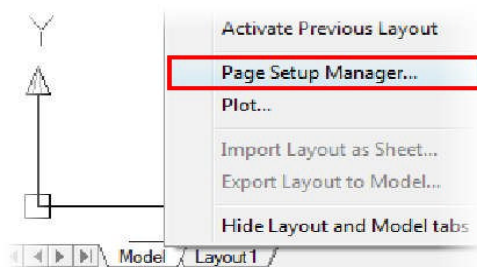 Y
Activate Previous Layout
Page Setup Manager...
Plot...
Import Layout as Sheet...
Export Layout to Model...
Hide Layout and Model tabs
Model / Layout1 /